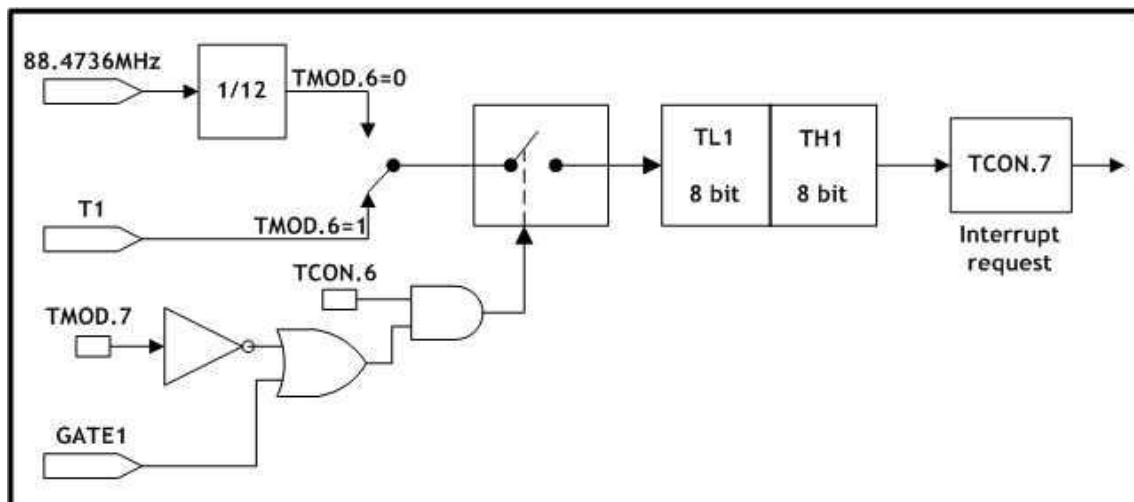 88.4736MHz
1/12
TMOD.6=0
T1
TMOD.6=1
TL1
8 bit
TH1
8 bit
TCON.7
Interrupt
request
TCON.6
TMOD.7
GATE1